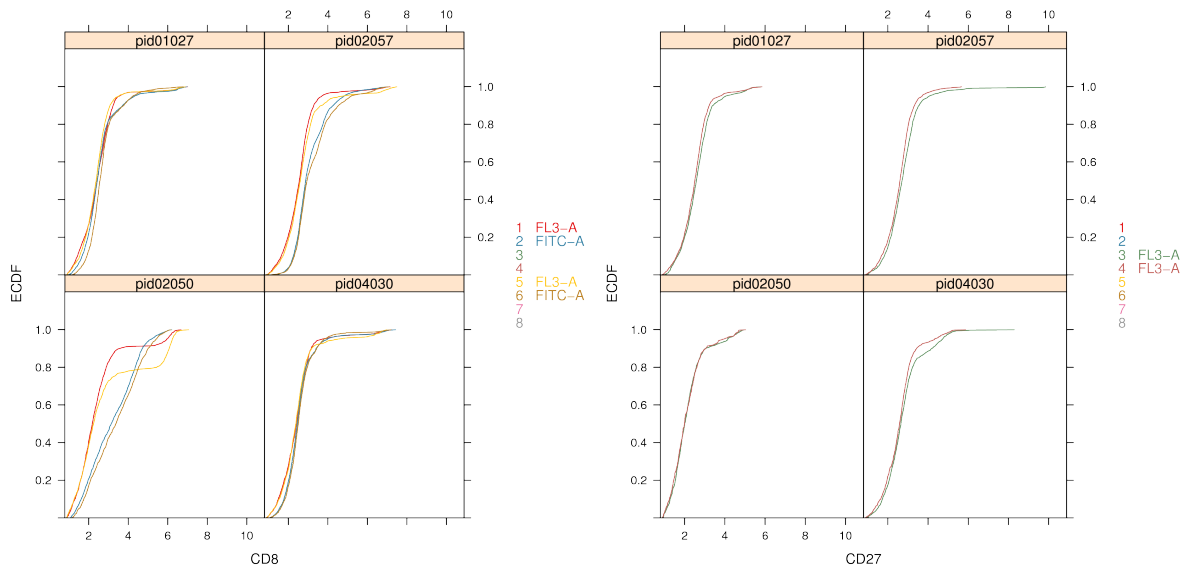 2 4 6 8 10
pid01027 pid02057
1.0
0.8
0.6
0.4
0.2
ECDF
pid02050 pid04030
1.0
0.8
0.6
0.4
0.2
2 4 6 8 10
CD8
1 FL3-A
2 FITC-A
3
4
5 FL3-A
6 FITC-A
7
8
2 4 6 8 10
pid01027 pid02057
1.0
0.8
0.6
0.4
0.2
ECDF
pid02050 pid04030
1.0
0.8
0.6
0.4
0.2
2 4 6 8 10
CD27
1
2
3 FL3-A
4 FL3-A
5
6
7
8